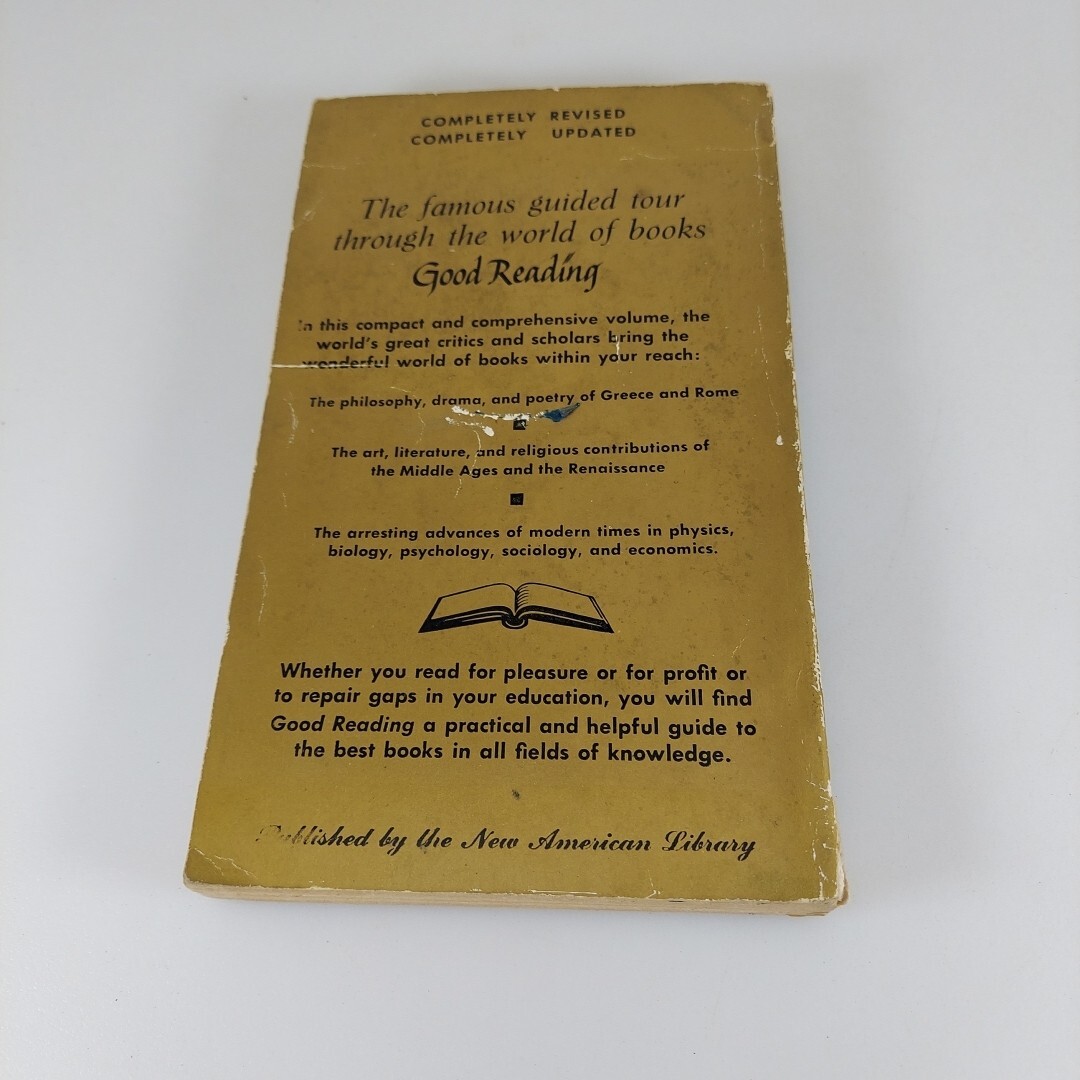 COMPLETELY REVISED
COMPLETELY UPDATED
The famous guided tour
through the world of books
Good Reading
In this compact and comprehensive volume, the
world's great critics and scholars bring the
wonderful world of books within your reach:
The philosophy, drama, and poetry of Greece and Rome
The art, literature, and religious contributions of
the Middle Ages and the Renaissance
The arresting advances of modern times in physics,
biology, psychology, sociology, and economics.
Whether you read for pleasure or for profit or
to repair gaps in your education, you will find
Good Reading a practical and helpful guide to
the best books in all fields of knowledge.
Published by the New American Library